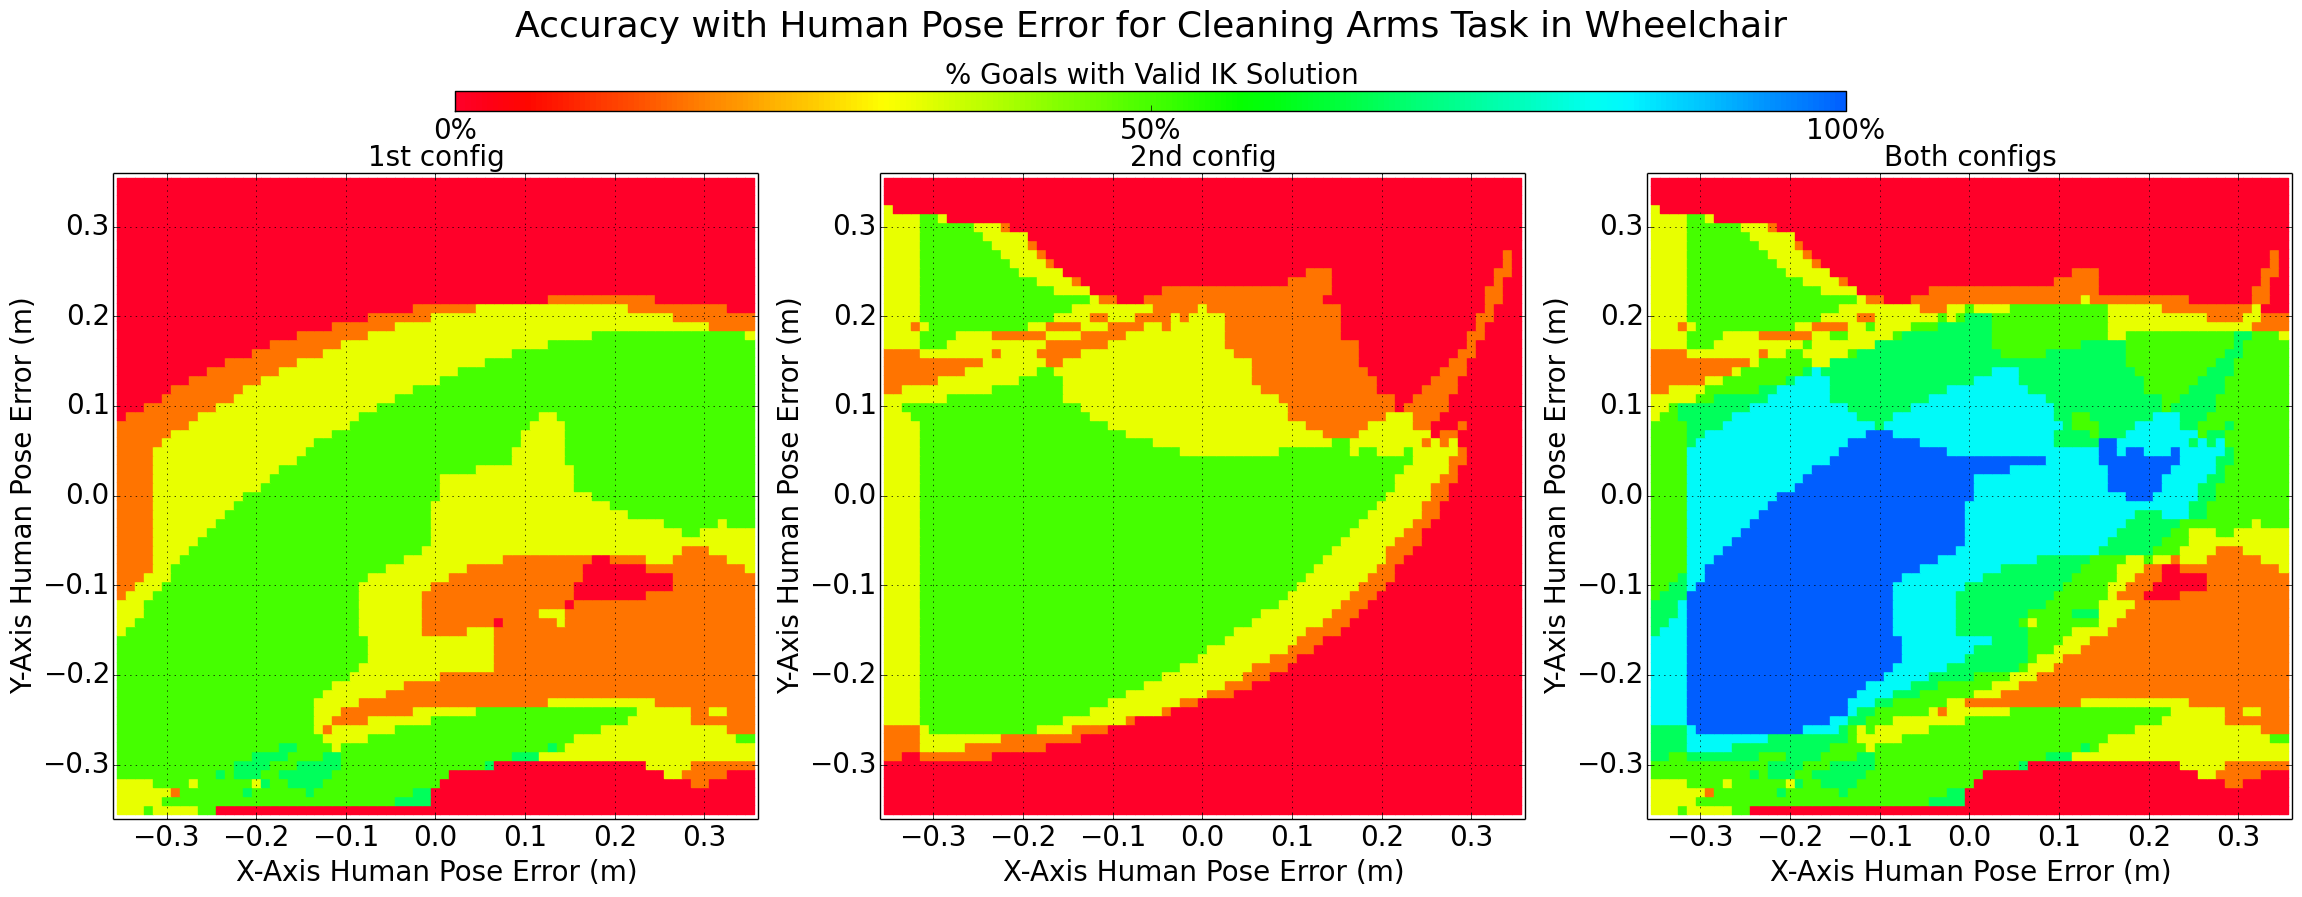 Accuracy with Human Pose Error for Cleaning Arms Task in Wheelchair
% Goals with Valid IK Solution
0% 50% 100%
1st config
Y-Axis Human Pose Error (m)
0.3
0.2
0.1
0.0
−0.1
−0.2
−0.3
−0.3 −0.2 −0.1 0.0 0.1 0.2 0.3
X-Axis Human Pose Error (m)
2nd config
Y-Axis Human Pose Error (m)
0.3
0.2
0.1
0.0
−0.1
−0.2
−0.3
−0.3 −0.2 −0.1 0.0 0.1 0.2 0.3
X-Axis Human Pose Error (m)
Both configs
Y-Axis Human Pose Error (m)
0.3
0.2
0.1
0.0
−0.1
−0.2
−0.3
−0.3 −0.2 −0.1 0.0 0.1 0.2 0.3
X-Axis Human Pose Error (m)